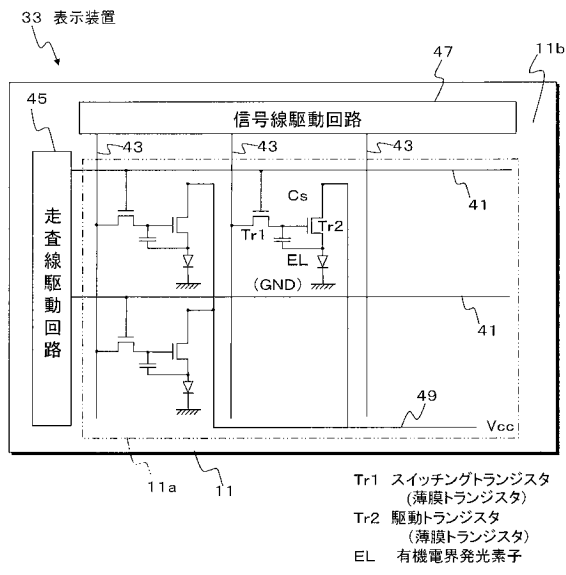 33 表示装置
11b
47
45
信号線駆動回路
43
43
43
走査線駆動回路
Cs
41
Tr1
Tr2
EL
(GND)
41
49
Vcc
11a
11
Tr1 スイッチングトランジスタ
(薄膜トランジスタ)
Tr2 駆動トランジスタ
(薄膜トランジスタ)
EL 有機電界発光素子